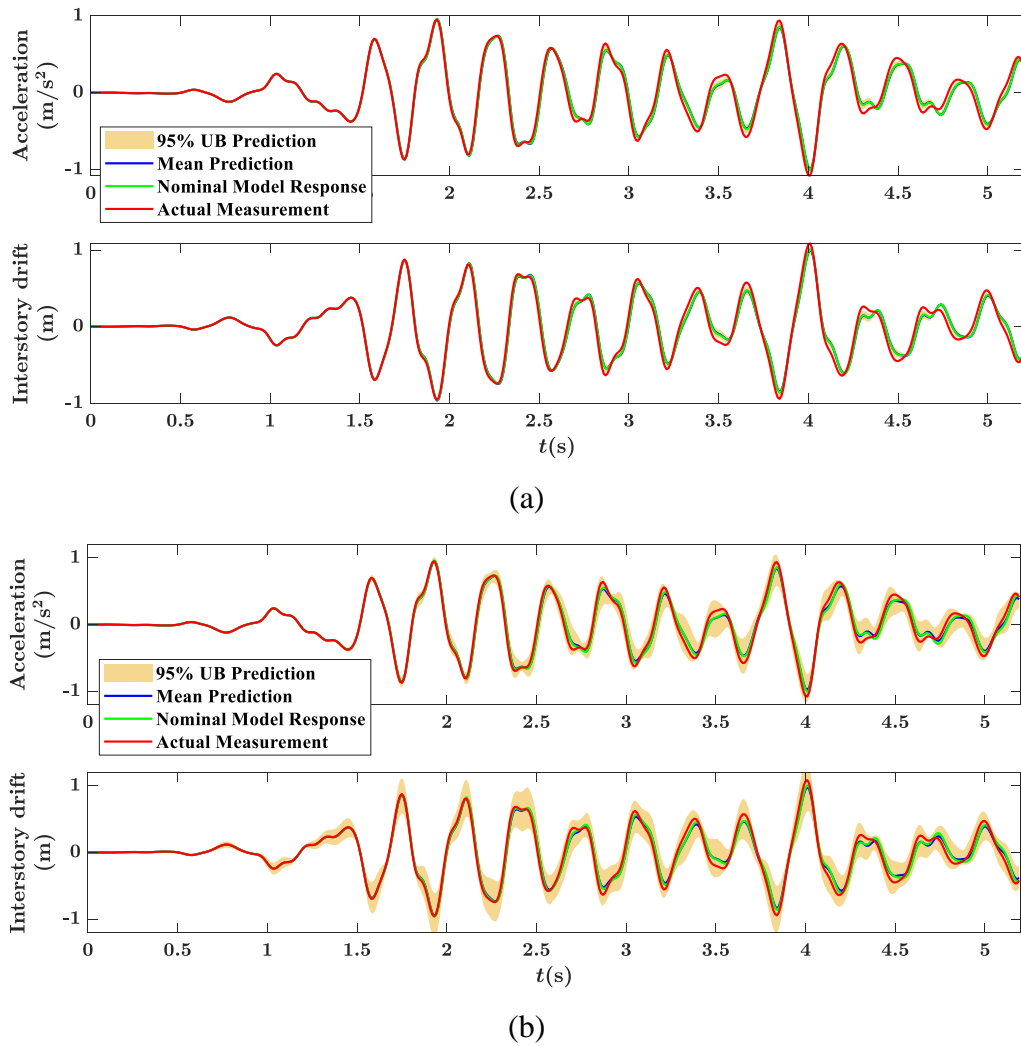 Acceleration
(m/s²)
1
0
-1
95% UB Prediction
Mean Prediction
Nominal Model Response
Actual Measurement
0 2 2.5 3 3.5 4 4.5 5
Interstory drift
(m)
1
0
-1
0 0.5 1 1.5 2 2.5 3 3.5 4 4.5 5
t(s)
(a)
Acceleration
(m/s²)
1
0
-1
95% UB Prediction
Mean Prediction
Nominal Model Response
Actual Measurement
0 2 2.5 3 3.5 4 4.5 5
Interstory drift
(m)
1
0
-1
0 0.5 1 1.5 2 2.5 3 3.5 4 4.5 5
t(s)
(b)